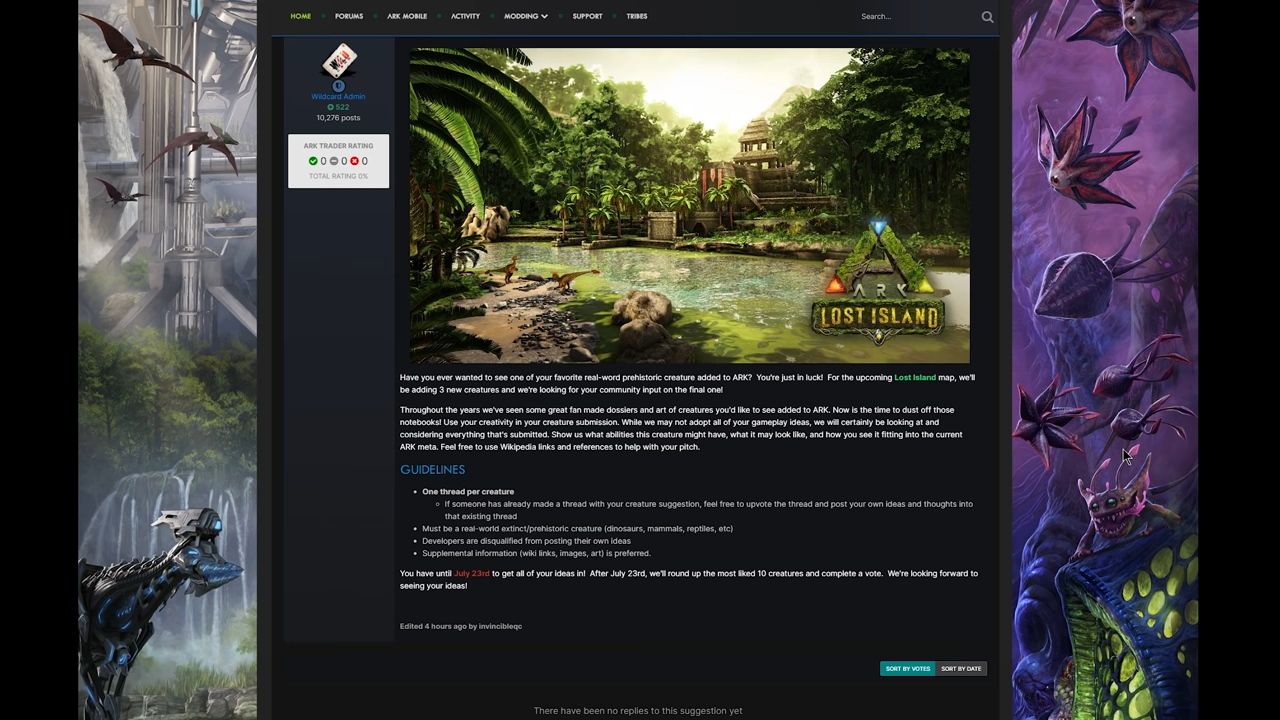 HOME
FORUMS
ARK MOBILE
ACTIVITY
MODDING
SUPPORT
TRIBES
Search...
Wildcard Admin
522
10,276 posts
ARK TRADER RATING
0 0 0
TOTAL RATING 0%
ARK
LOST ISLAND
Have you ever wanted to see one of your favorite real-word prehistoric creature added to ARK? You're just in luck! For the upcoming Lost Island map, we'll
be adding 3 new creatures and we're looking for your community input on the final one!
Throughout the years we've seen some great fan made dossiers and art of creatures you'd like to see added to ARK. Now is the time to dust off those
notebooks! Use your creativity in your creature submission. While we may not adopt all of your gameplay ideas, we will certainly be looking at and
considering everything that's submitted. Show us what abilities this creature might have, what it may look like, and how you see it fitting into the current
ARK meta. Feel free to use Wikipedia links and references to help with your pitch.
GUIDELINES
One thread per creature
If someone has already made a thread with your creature suggestion, feel free to upvote the thread and post your own ideas and thoughts into
that existing thread
Must be a real-world extinct/prehistoric creature (dinosaurs, mammals, reptiles, etc)
Developers are disqualified from posting their own ideas
Supplemental information (wiki links, images, art) is preferred.
You have until July 23rd to get all of your ideas in! After July 23rd, we'll round up the most liked 10 creatures and complete a vote. We're looking forward to
seeing your ideas!
Edited 4 hours ago by invincibleqc
SORT BY VOTES
SORT BY DATE
There have been no replies to this suggestion yet